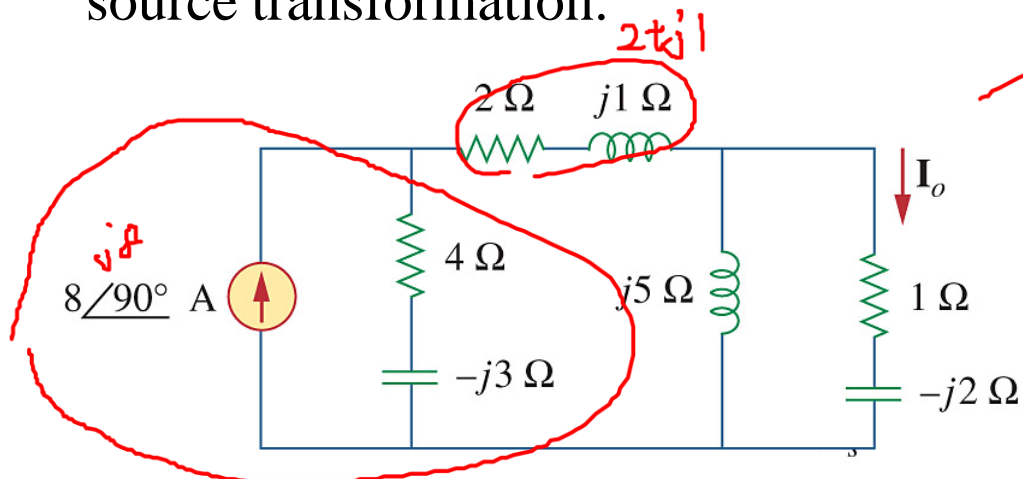 source transformation.
2+j1
2 Ω j1 Ω
I_o
j8
4 Ω
8/90° A
j5 Ω
1 Ω
−j3 Ω
−j2 Ω
s